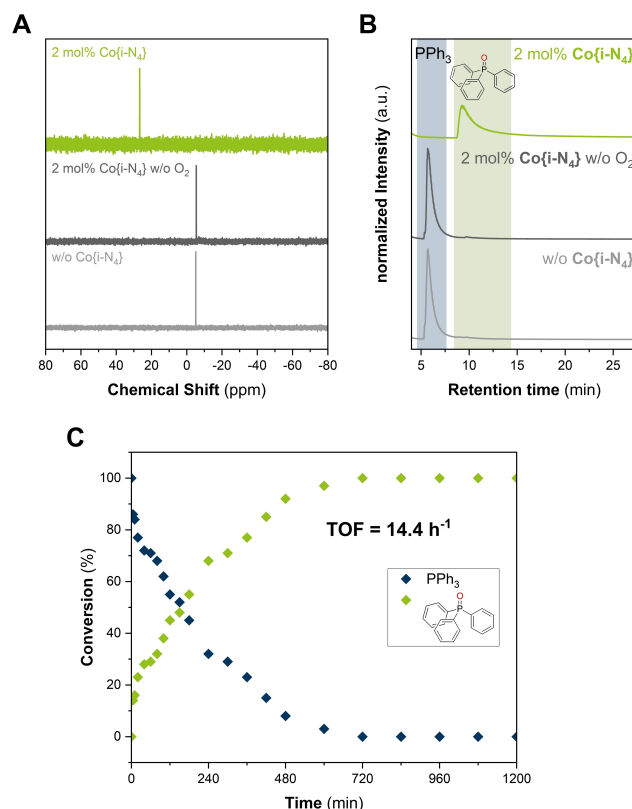 A
2 mol% Co{i-N₄}
2 mol% Co{i-N₄} w/o O₂
w/o Co{i-N₄}
80 60 40 20 0 -20 -40 -60 -80
Chemical Shift (ppm)
B
normalized Intensity (a.u.)
PPh₃
O
P
2 mol% Co{i-N₄}
2 mol% Co{i-N₄} w/o O₂
w/o Co{i-N₄}
5 10 15 20 25
Retention time (min)
C
Conversion (%)
100
80
60
40
20
0
TOF = 14.4 h⁻¹
PPh₃
O
P
0 240 480 720 960 1200
Time (min)